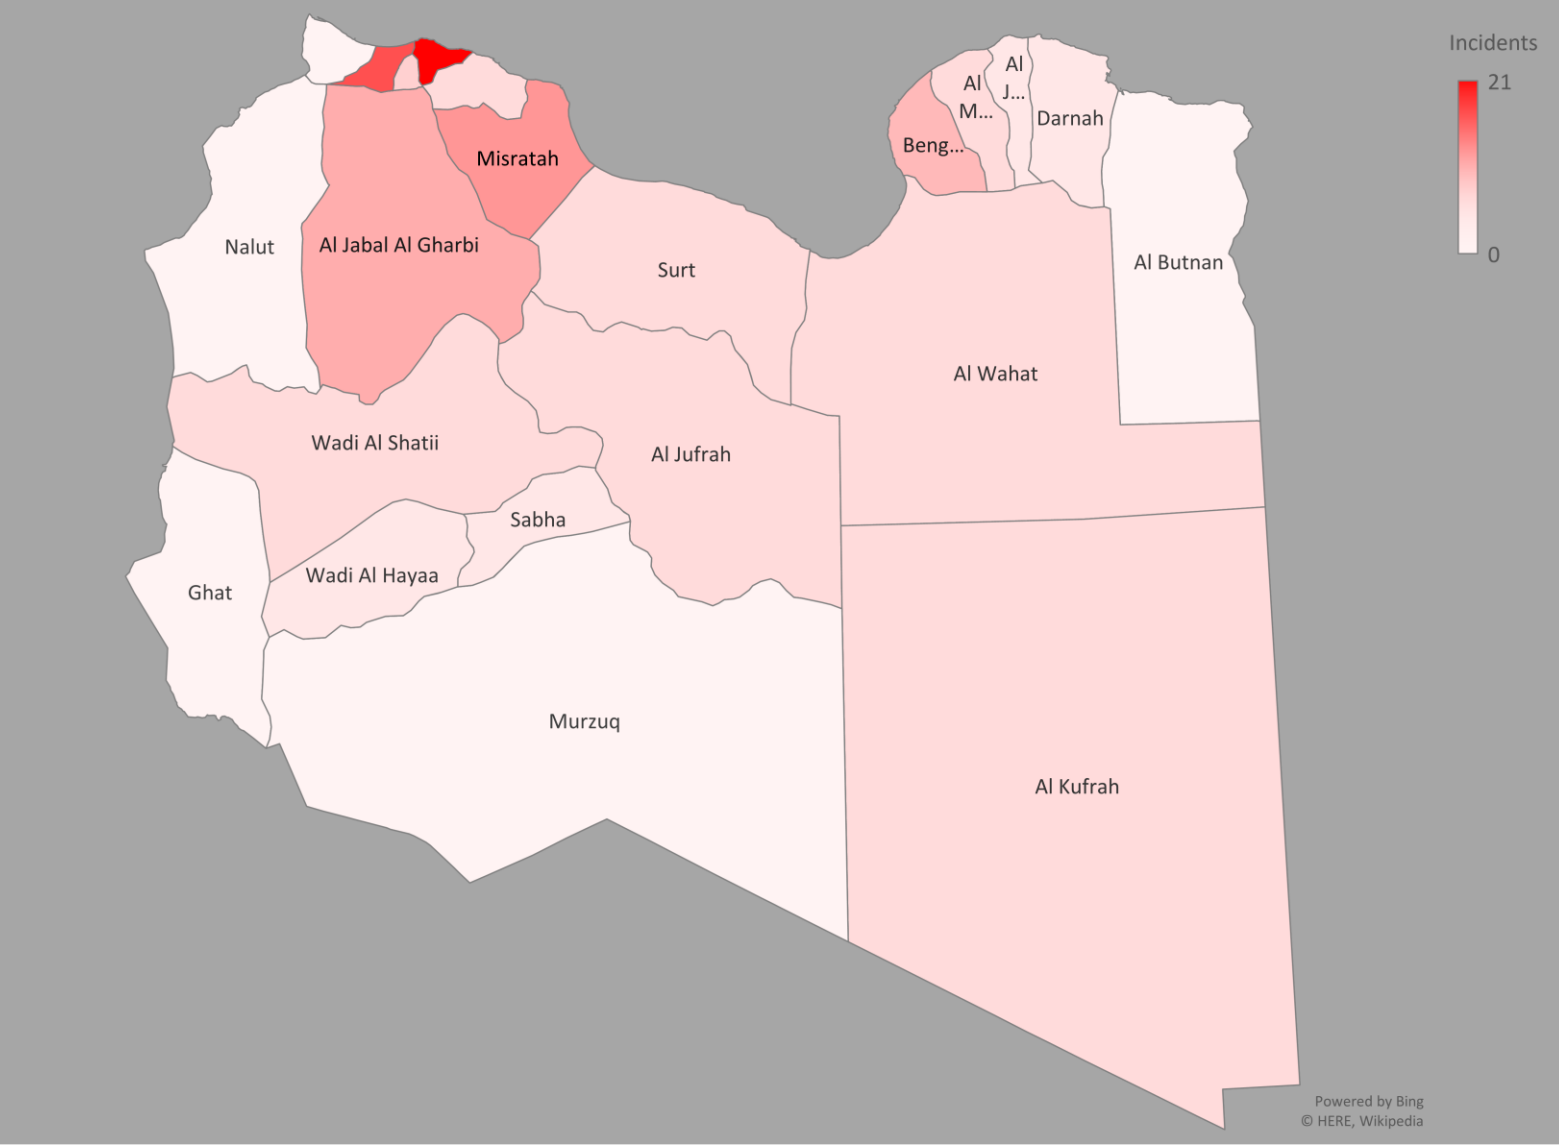 Incidents
21
0
Al
J...
Al
M...
Darnah
Beng...
Misratah
Nalut
Al Jabal Al Gharbi
Surt
Al Butnan
Al Wahat
Wadi Al Shatii
Al Jufrah
Sabha
Wadi Al Hayaa
Ghat
Murzuq
Al Kufrah
Powered by Bing
© HERE, Wikipedia